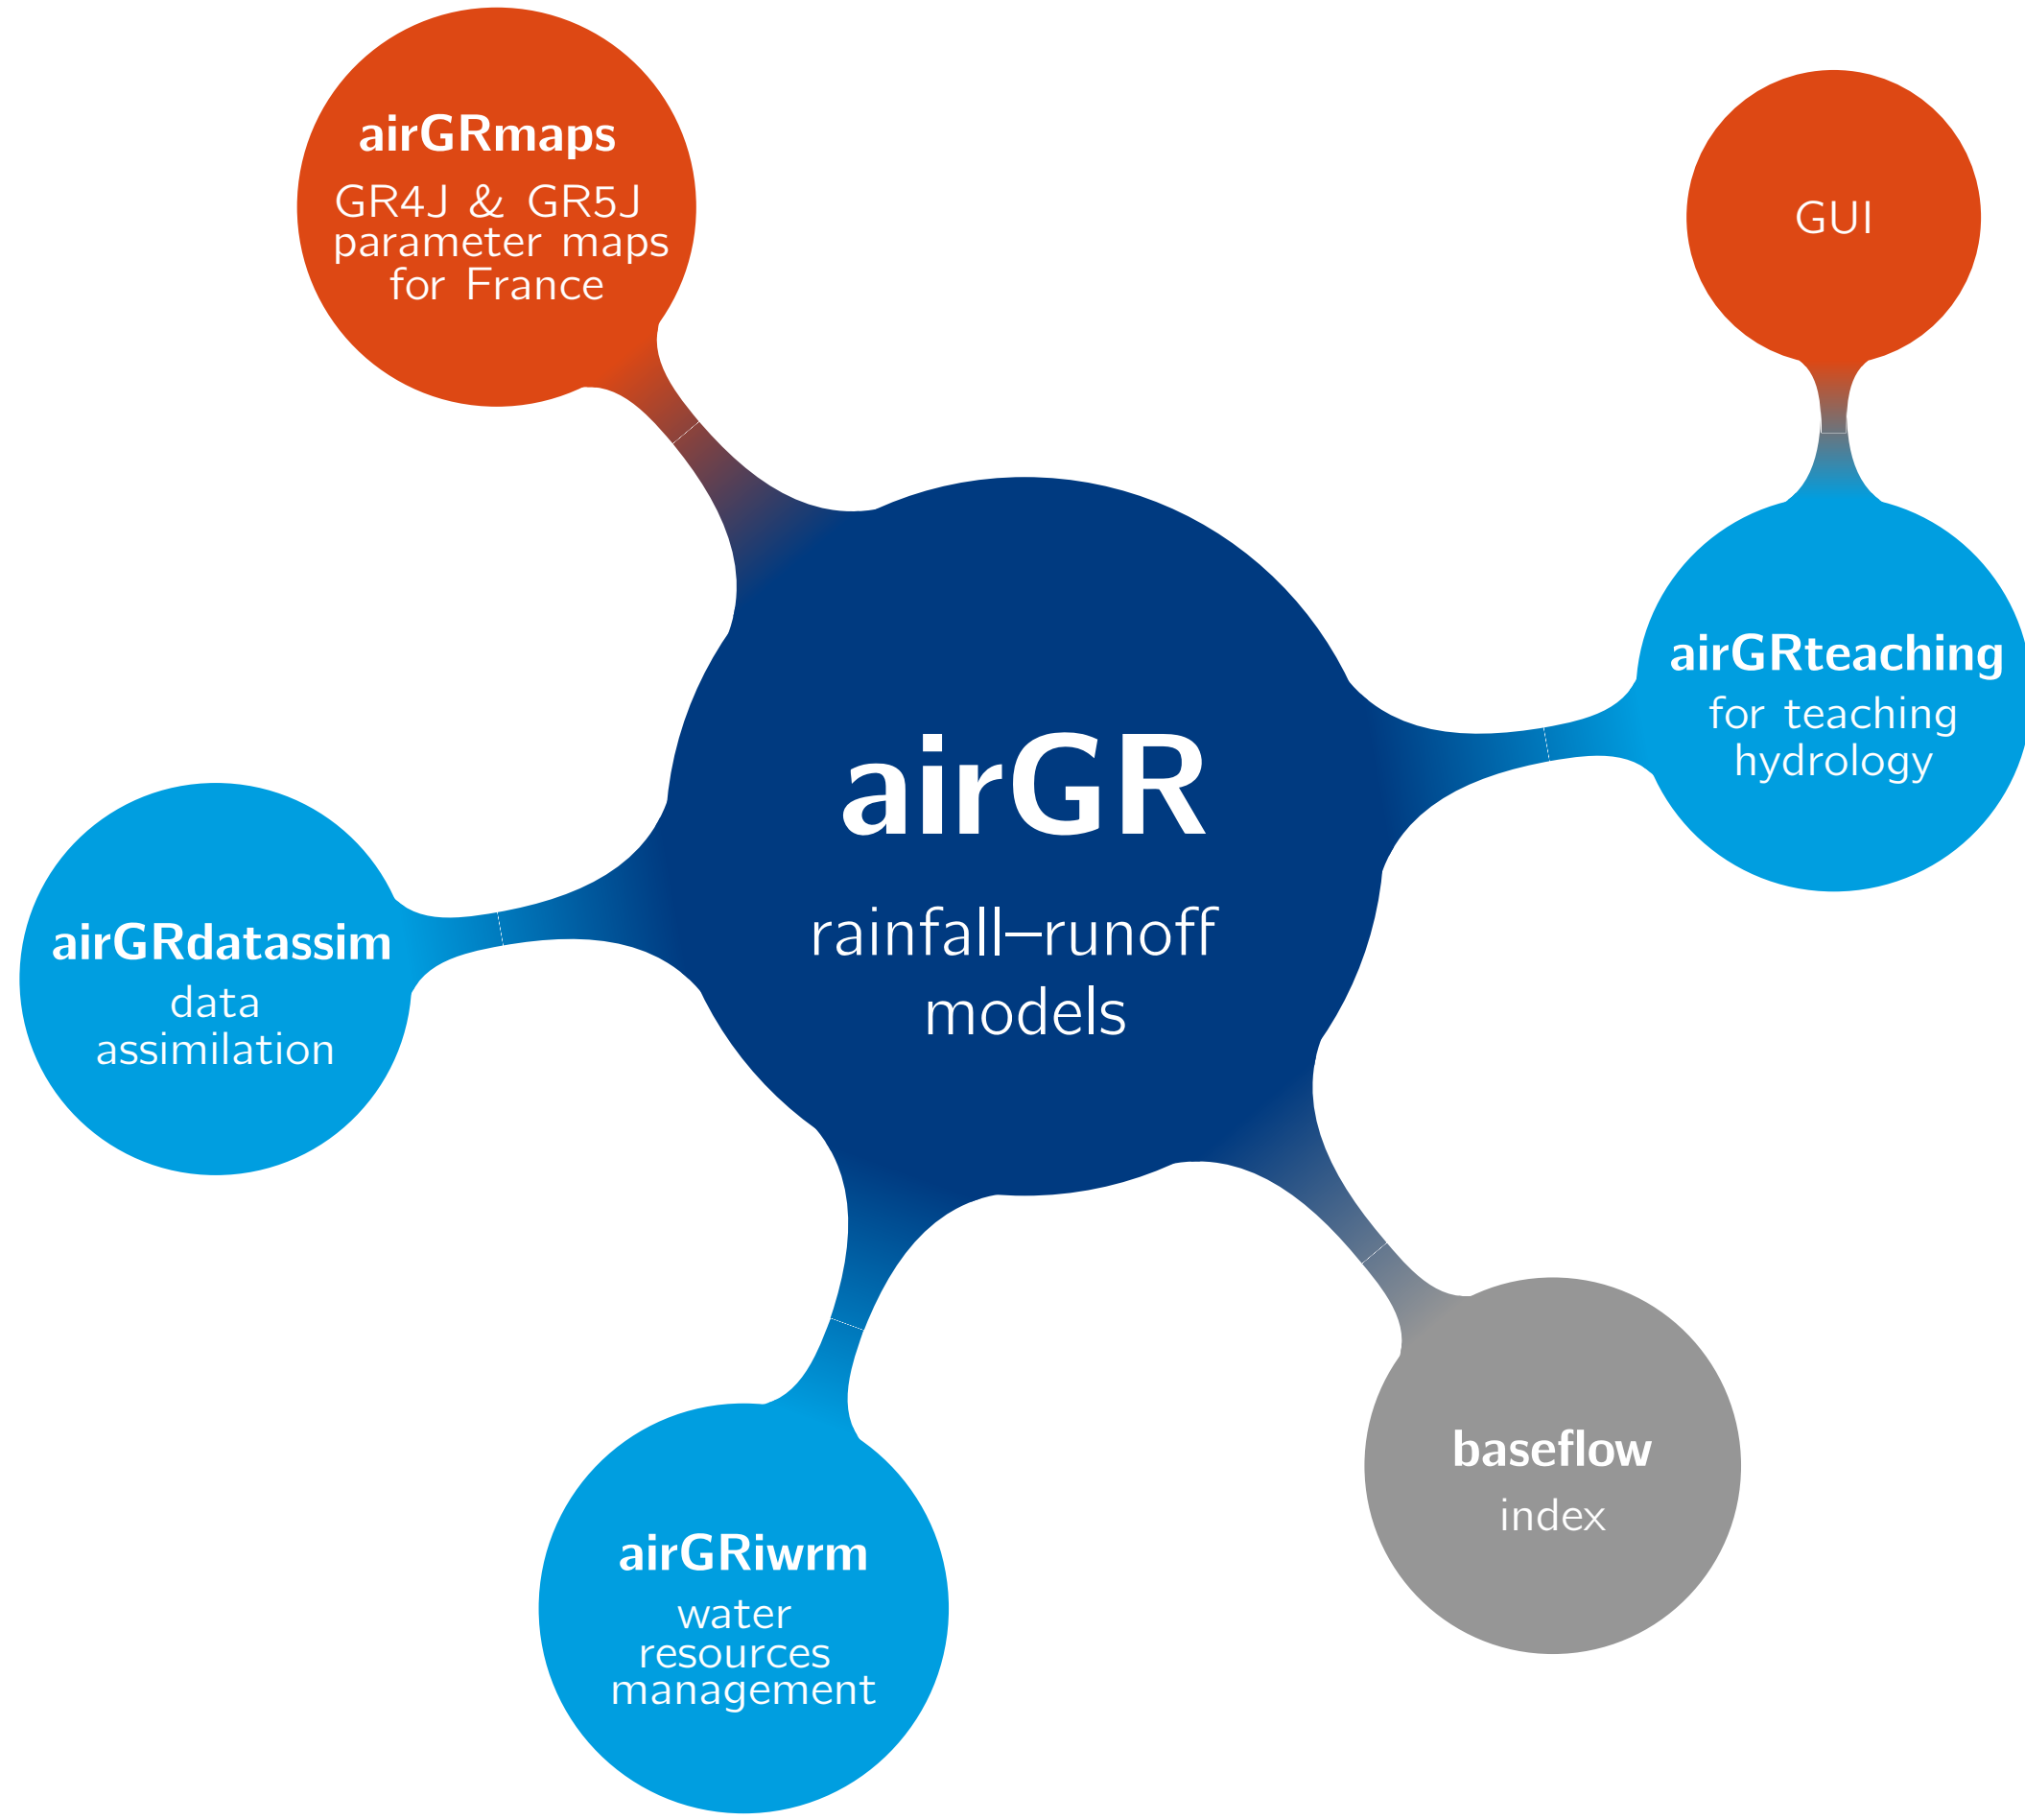 airGRmaps
GR4J & GR5J
parameter maps
for France
GUI
airGRteaching
for teaching
hydrology
airGR
rainfall–runoff
models
airGRdatassim
data
assimilation
baseflow
index
airGRiwrm
water
resources
management